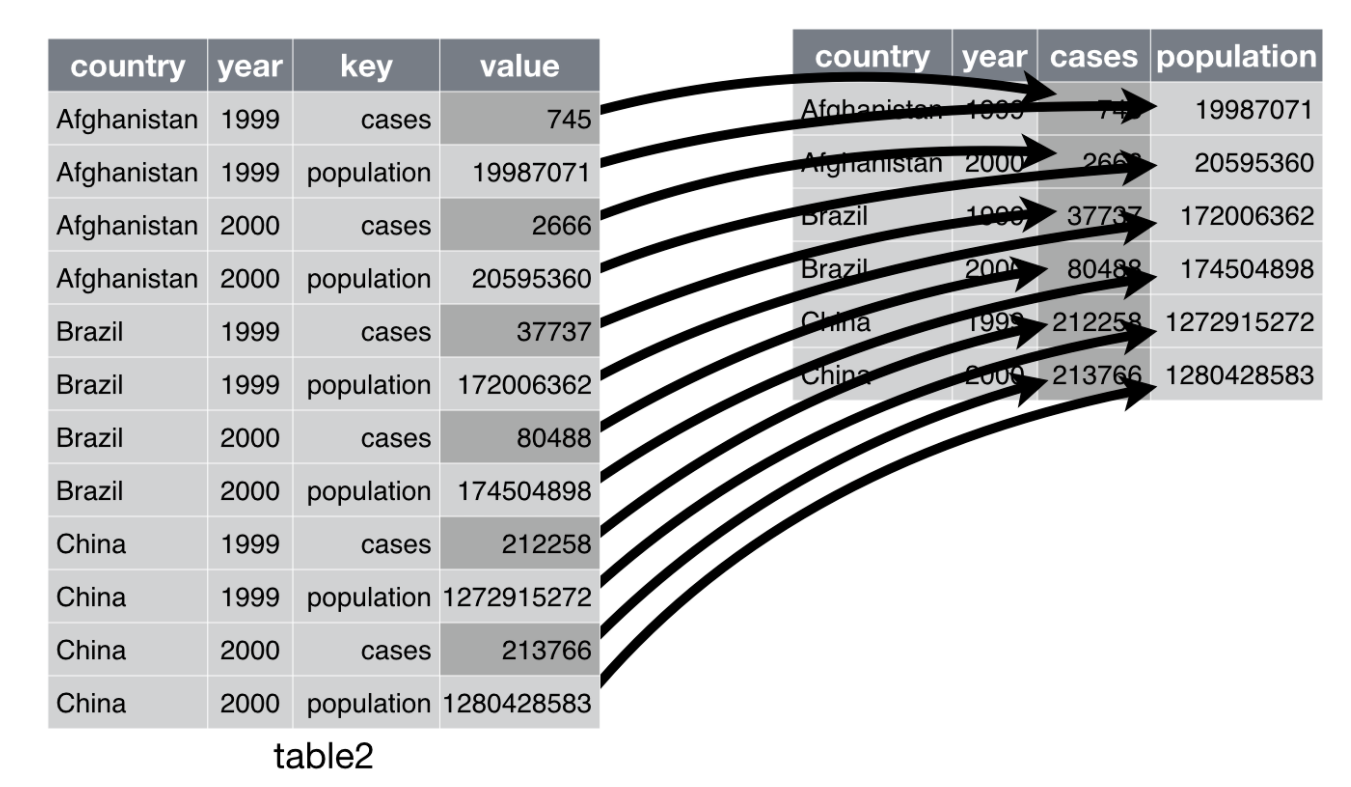 country year key value
Afghanistan 1999 cases 745
Afghanistan 1999 population 19987071
Afghanistan 2000 cases 2666
Afghanistan 2000 population 20595360
Brazil 1999 cases 37737
Brazil 1999 population 172006362
Brazil 2000 cases 80488
Brazil 2000 population 174504898
China 1999 cases 212258
China 1999 population 1272915272
China 2000 cases 213766
China 2000 population 1280428583
table2
country year cases population
Afghanistan 1999 745 19987071
Afghanistan 2000 2666 20595360
Brazil 1999 37737 172006362
Brazil 2000 80488 174504898
China 1999 212258 1272915272
China 2000 213766 1280428583